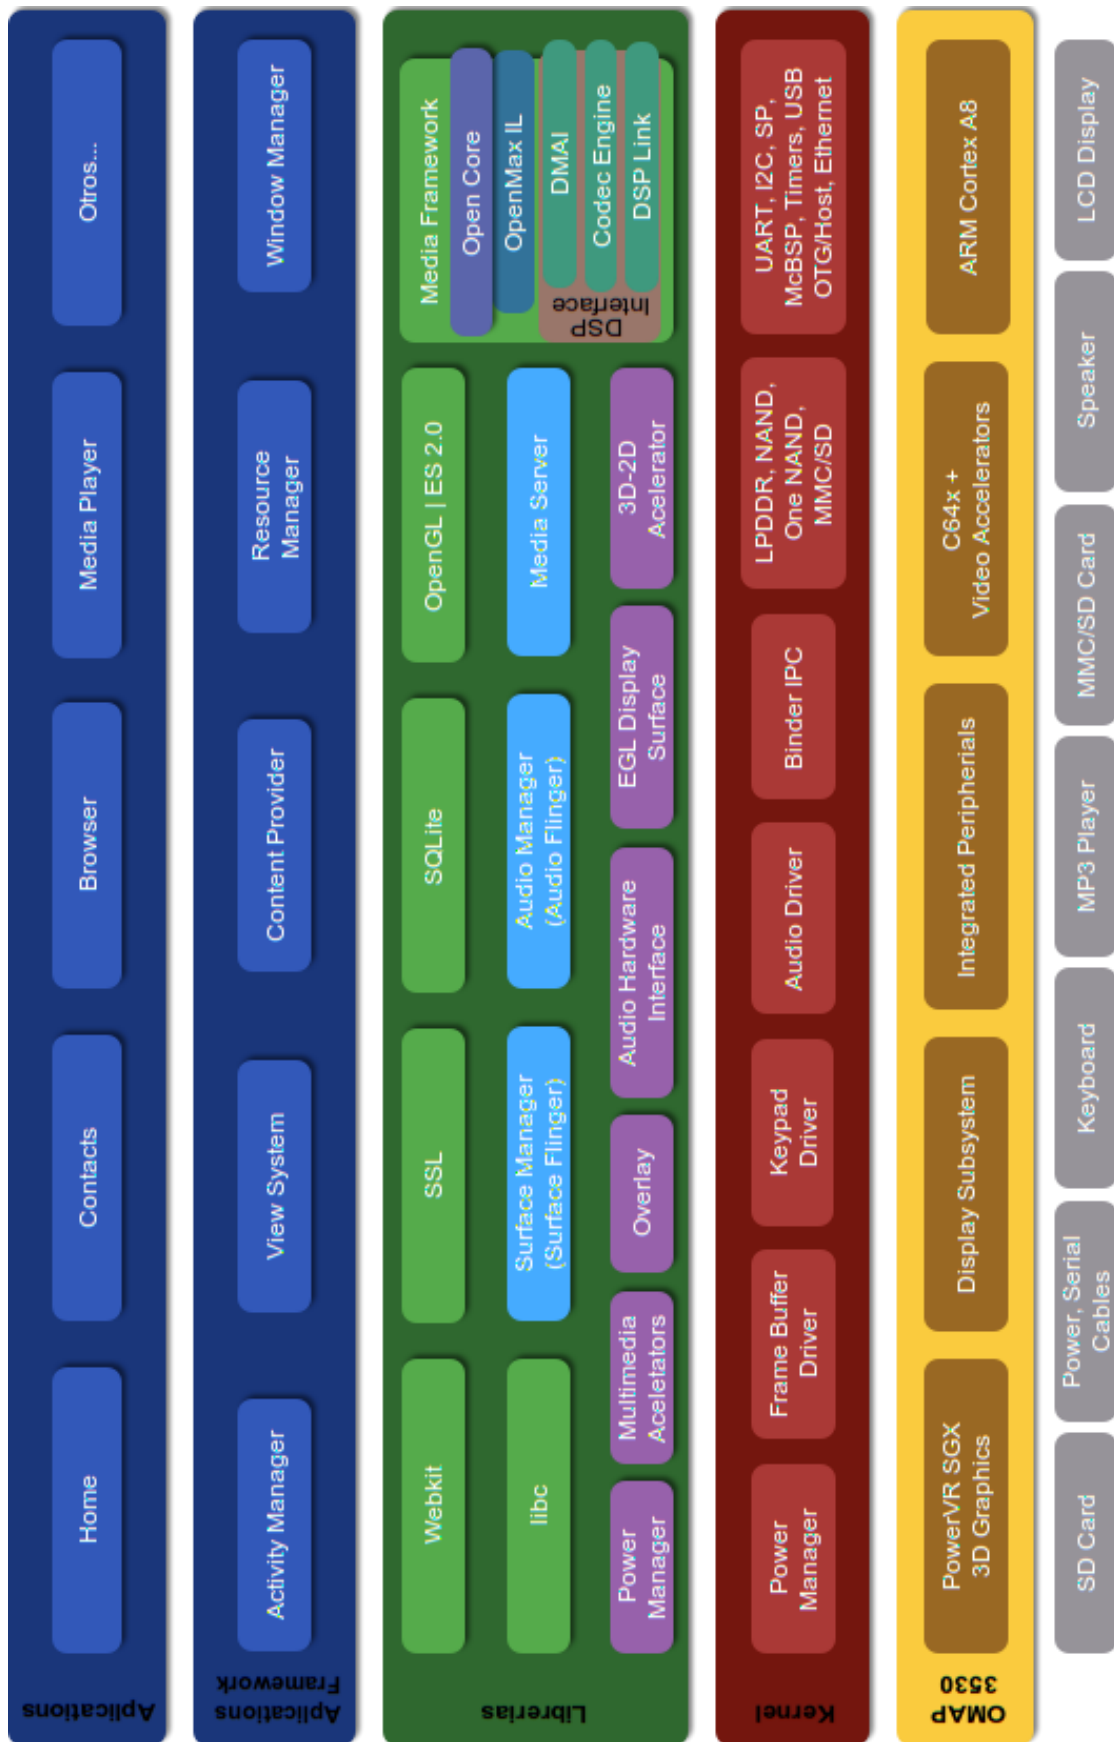 Aplications
Home
Contacts
Browser
Media Player
Otros...
Aplications
Framework
Activity Manager
View System
Content Provider
Resource
Manager
Window Manager
Librerias
Webkit
SSL
SQLite
OpenGL | ES 2.0
Media Framework
Open Core
OpenMax IL
DSP
Interface
DMAI
Codec Engine
DSP Link
libc
Surface Manager
(Surface Flinger)
Audio Manager
(Audio Flinger)
Media Server
Power
Manager
Multimedia
Aceletators
Overlay
Audio Hardware
Interface
EGL Display
Surface
3D-2D
Acelerator
Kernel
Power
Manager
Frame Buffer
Driver
Keypad
Driver
Audio Driver
Binder IPC
LPDDR, NAND,
One NAND,
MMC/SD
UART, I2C, SP,
McBSP, Timers, USB
OTG/Host, Ethernet
OMAP
3530
PowerVR SGX
3D Graphics
Display Subsystem
Integrated Peripherials
C64x +
Video Accelerators
ARM Cortex A8
SD Card
Power, Serial
Cables
Keyboard
MP3 Player
MMC/SD Card
Speaker
LCD Display